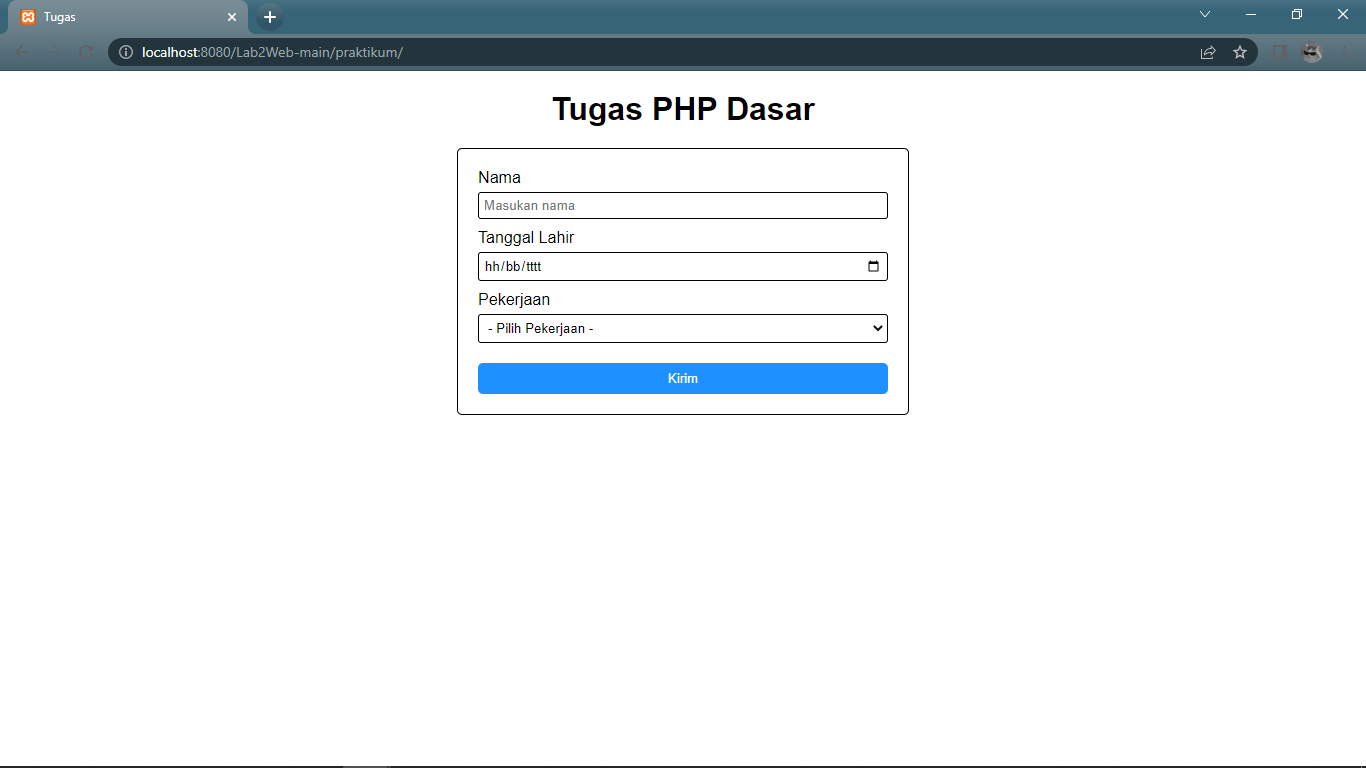 Tugas
localhost:8080/Lab2Web-main/praktikum/
Tugas PHP Dasar
Nama
Masukan nama
Tanggal Lahir
hh/bb/tttt
Pekerjaan
- Pilih Pekerjaan -
Kirim